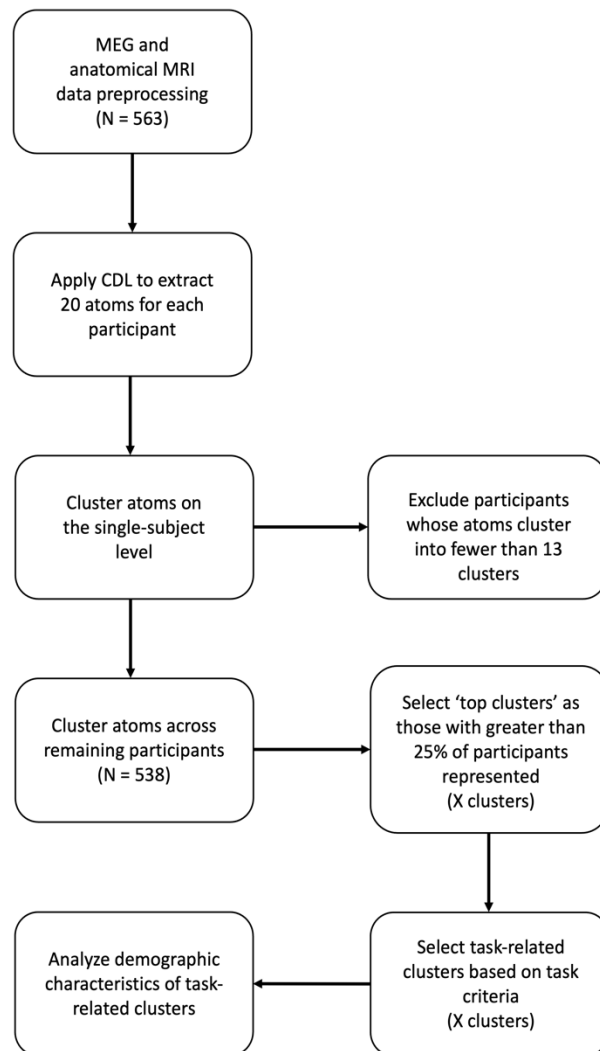 MEG and
anatomical MRI
data preprocessing
(N = 563)
Apply CDL to extract
20 atoms for each
participant
Cluster atoms on
the single-subject
level
Exclude participants
whose atoms cluster
into fewer than 13
clusters
Cluster atoms across
remaining participants
(N = 538)
Select ‘top clusters’ as
those with greater than
25% of participants
represented
(X clusters)
Select task-related
clusters based on task
criteria
(X clusters)
Analyze demographic
characteristics of task-
related clusters